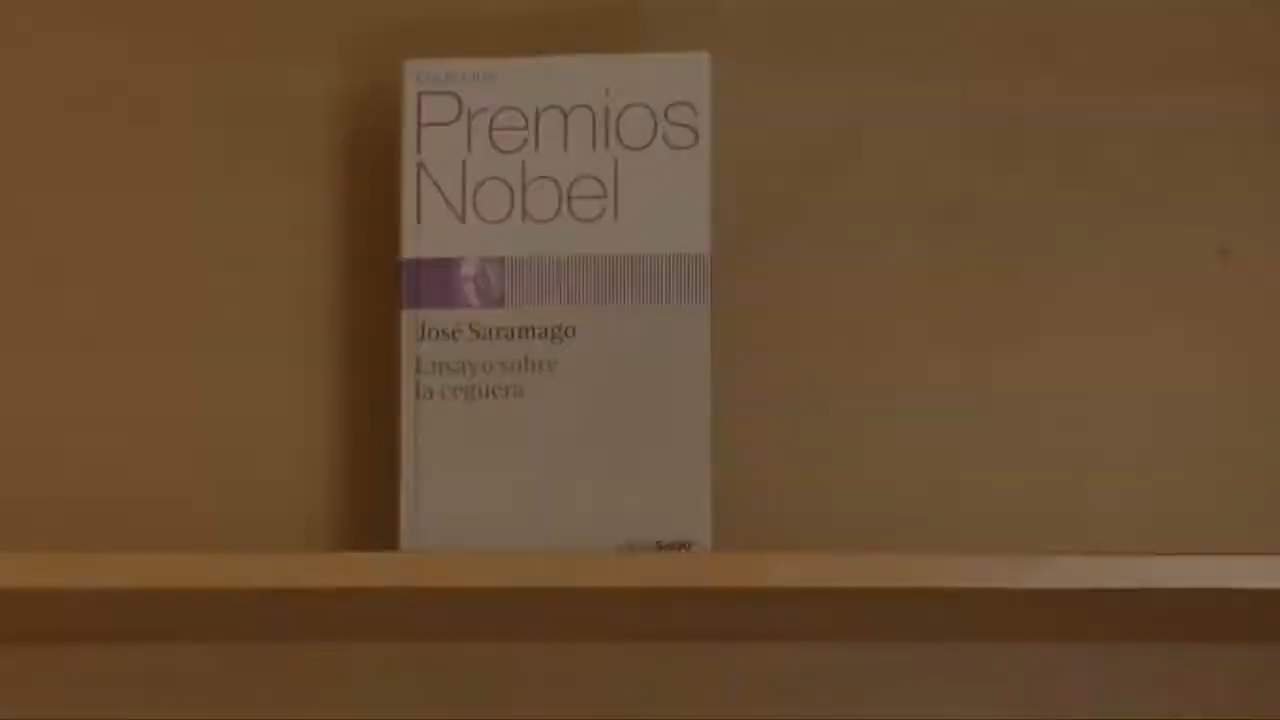 Premios
Nobel
José Saramago
Ensayo sobre
la ceguera